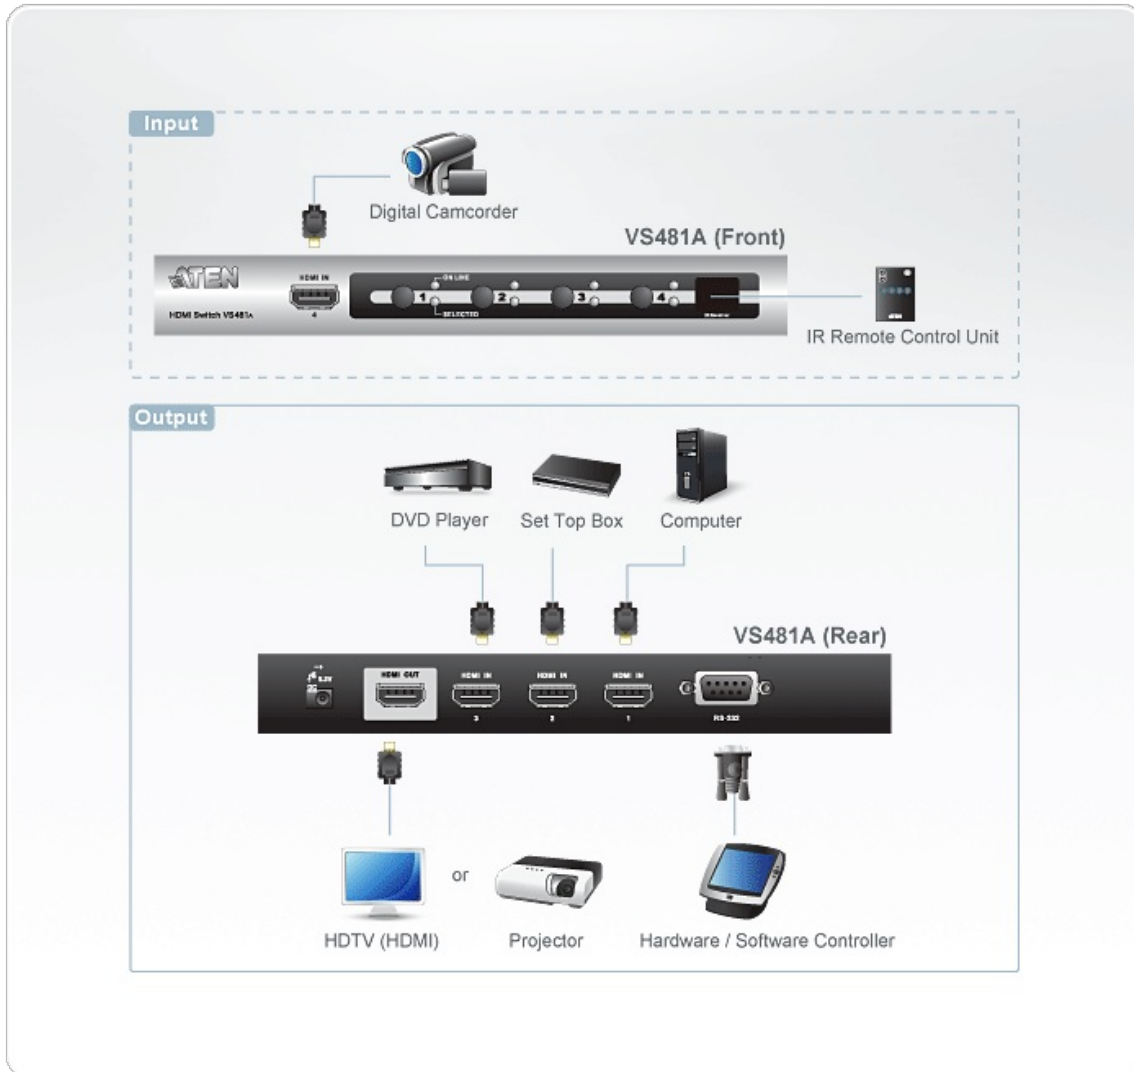 Input
Digital Camcorder
VS481A (Front)
ATEN
HDMI IN
4
HDMI Switch VS481A
ON LINE
1 2 3 4
SELECTED
IR Remote Control Unit
Output
DVD Player
Set Top Box
Computer
VS481A (Rear)
5.3V
HDMI OUT
HDMI IN
3
HDMI IN
2
HDMI IN
1
RS-232
HDTV (HDMI)
or
Projector
Hardware / Software Controller